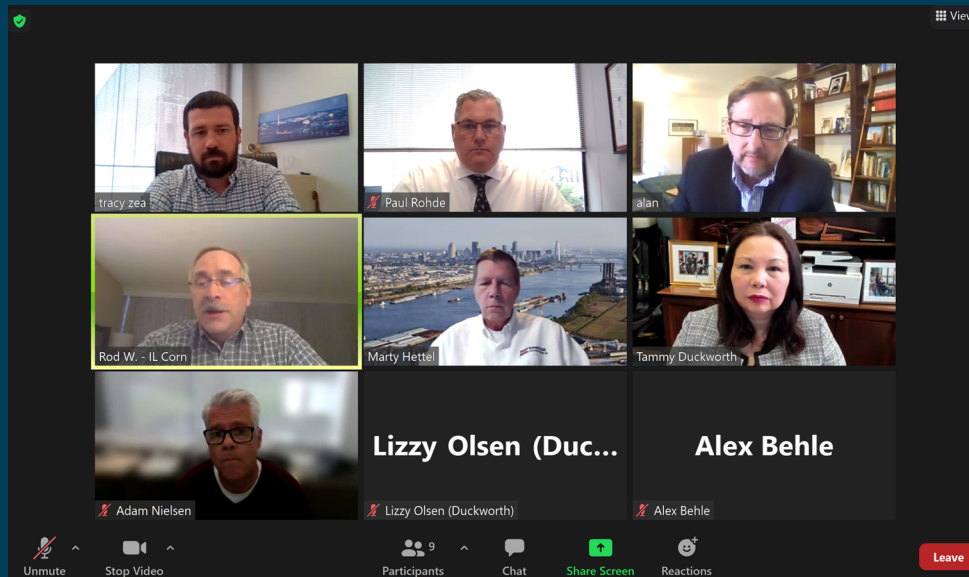 View
tracy zea
Paul Rohde
alan
Rod W. - IL Corn
Marty Hettel
Tammy Duckworth
Lizzy Olsen (Duc...
Alex Behle
Adam Nielsen
Lizzy Olsen (Duckworth)
Alex Behle
9
Unmute
Stop Video
Participants
Chat
Share Screen
Reactions
Leave